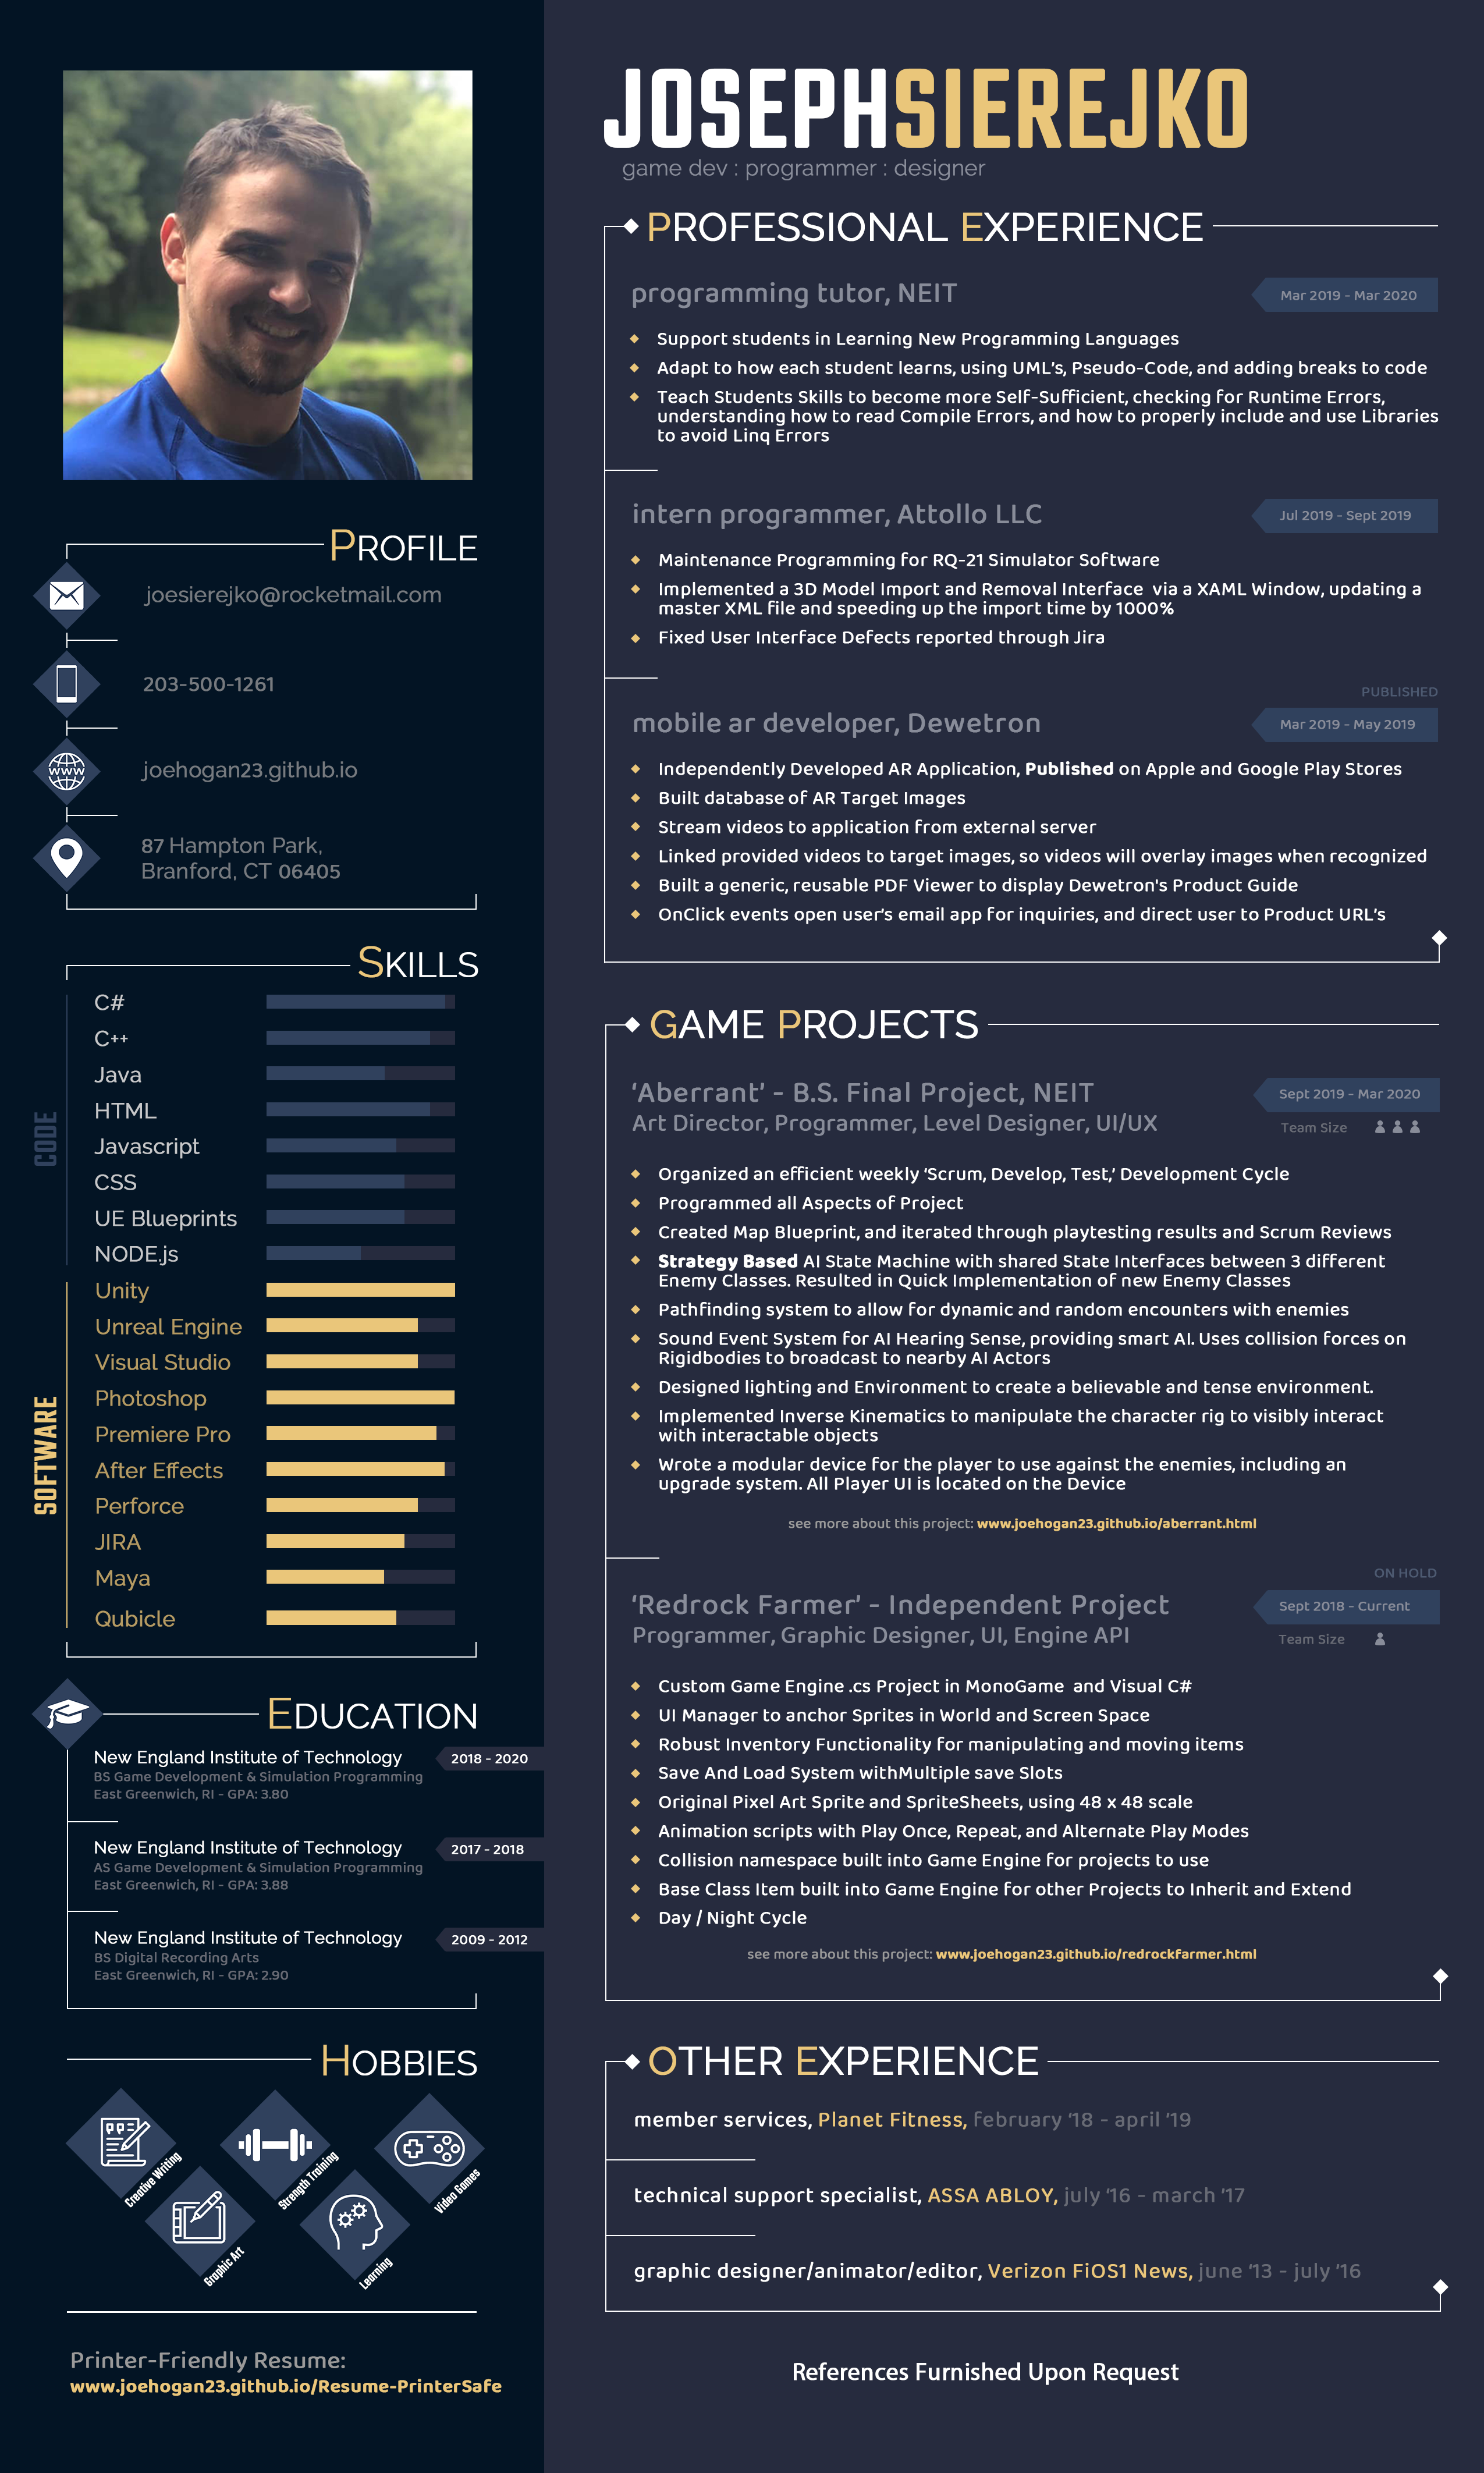 JOSEPHSIEREJKO
game dev : programmer : designer
PROFILE
joesierejko@rocketmail.com
203-500-1261
WWW
joehogan23.github.io
87 Hampton Park,
Branford, CT 06405
SKILLS
CODE
C#
C++
Java
HTML
Javascript
CSS
UE Blueprints
NODE.js
SOFTWARE
Unity
Unreal Engine
Visual Studio
Photoshop
Premiere Pro
After Effects
Perforce
JIRA
Maya
Qubicle
EDUCATION
New England Institute of Technology 2018 - 2020
BS Game Development & Simulation Programming
East Greenwich, RI - GPA: 3.80
New England Institute of Technology 2017 - 2018
AS Game Development & Simulation Programming
East Greenwich, RI - GPA: 3.88
New England Institute of Technology 2009 - 2012
BS Digital Recording Arts
East Greenwich, RI - GPA: 2.90
HOBBIES
Creative Writing
Strength Training
Video Games
Graphic Art
Learning
Printer-Friendly Resume:
www.joehogan23.github.io/Resume-PrinterSafe
PROFESSIONAL EXPERIENCE
programming tutor, NEIT Mar 2019 - Mar 2020
Support students in Learning New Programming Languages
Adapt to how each student learns, using UML's, Pseudo-Code, and adding breaks to code
Teach Students Skills to become more Self-Sufficient, checking for Runtime Errors,
understanding how to read Compile Errors, and how to properly include and use Libraries
to avoid Linq Errors
intern programmer, Attollo LLC Jul 2019 - Sept 2019
Maintenance Programming for RQ-21 Simulator Software
Implemented a 3D Model Import and Removal Interface via a XAML Window, updating a
master XML file and speeding up the import time by 1000%
Fixed User Interface Defects reported through Jira
PUBLISHED
mobile ar developer, Dewetron Mar 2019 - May 2019
Independently Developed AR Application, Published on Apple and Google Play Stores
Built database of AR Target Images
Stream videos to application from external server
Linked provided videos to target images, so videos will overlay images when recognized
Built a generic, reusable PDF Viewer to display Dewetron's Product Guide
OnClick events open user's email app for inquiries, and direct user to Product URL's
GAME PROJECTS
'Aberrant' - B.S. Final Project, NEIT Sept 2019 - Mar 2020
Art Director, Programmer, Level Designer, UI/UX Team Size
Organized an efficient weekly 'Scrum, Develop, Test,' Development Cycle
Programmed all Aspects of Project
Created Map Blueprint, and iterated through playtesting results and Scrum Reviews
Strategy Based AI State Machine with shared State Interfaces between 3 different
Enemy Classes. Resulted in Quick Implementation of new Enemy Classes
Pathfinding system to allow for dynamic and random encounters with enemies
Sound Event System for AI Hearing Sense, providing smart AI. Uses collision forces on
Rigidbodies to broadcast to nearby AI Actors
Designed lighting and Environment to create a believable and tense environment.
Implemented Inverse Kinematics to manipulate the character rig to visibly interact
with interactable objects
Wrote a modular device for the player to use against the enemies, including an
upgrade system. All Player UI is located on the Device
see more about this project: www.joehogan23.github.io/aberrant.html
ON HOLD
'Redrock Farmer' - Independent Project Sept 2018 - Current
Programmer, Graphic Designer, UI, Engine API Team Size
Custom Game Engine .cs Project in MonoGame and Visual C#
UI Manager to anchor Sprites in World and Screen Space
Robust Inventory Functionality for manipulating and moving items
Save And Load System withMultiple save Slots
Original Pixel Art Sprite and SpriteSheets, using 48 x 48 scale
Animation scripts with Play Once, Repeat, and Alternate Play Modes
Collision namespace built into Game Engine for projects to use
Base Class Item built into Game Engine for other Projects to Inherit and Extend
Day / Night Cycle
see more about this project: www.joehogan23.github.io/redrockfarmer.html
OTHER EXPERIENCE
member services, Planet Fitness, february '18 - april '19
technical support specialist, ASSA ABLOY, july '16 - march '17
graphic designer/animator/editor, Verizon FiOS1 News, june '13 - july '16
References Furnished Upon Request